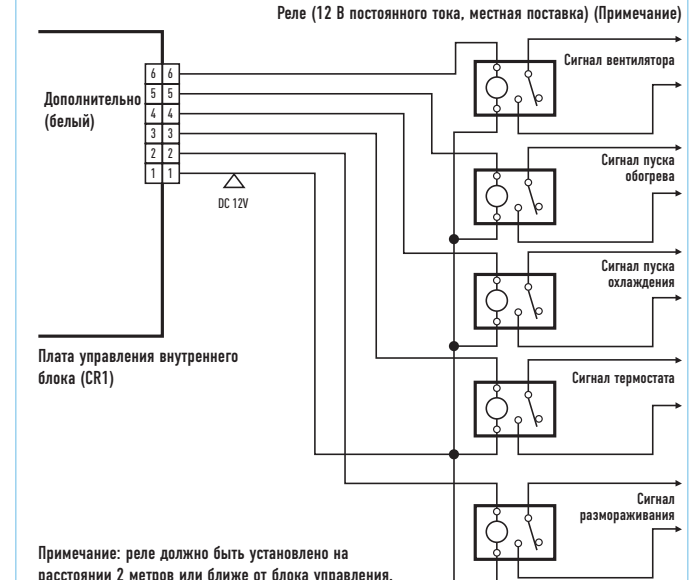 Реле (12 В постоянного тока, местная поставка) (Примечание)
Сигнал вентилятора
6 6
Дополнительно
(белый)
5 5
4 4
3 3
2 2
1 1
DC 12V
Сигнал пуска
обогрева
Сигнал пуска
охлаждения
Плата управления внутреннего
блока (CR1)
Сигнал термостата
Сигнал
размораживания
Примечание: реле должно быть установлено на
расстоянии 2 метров или ближе от блока управления.